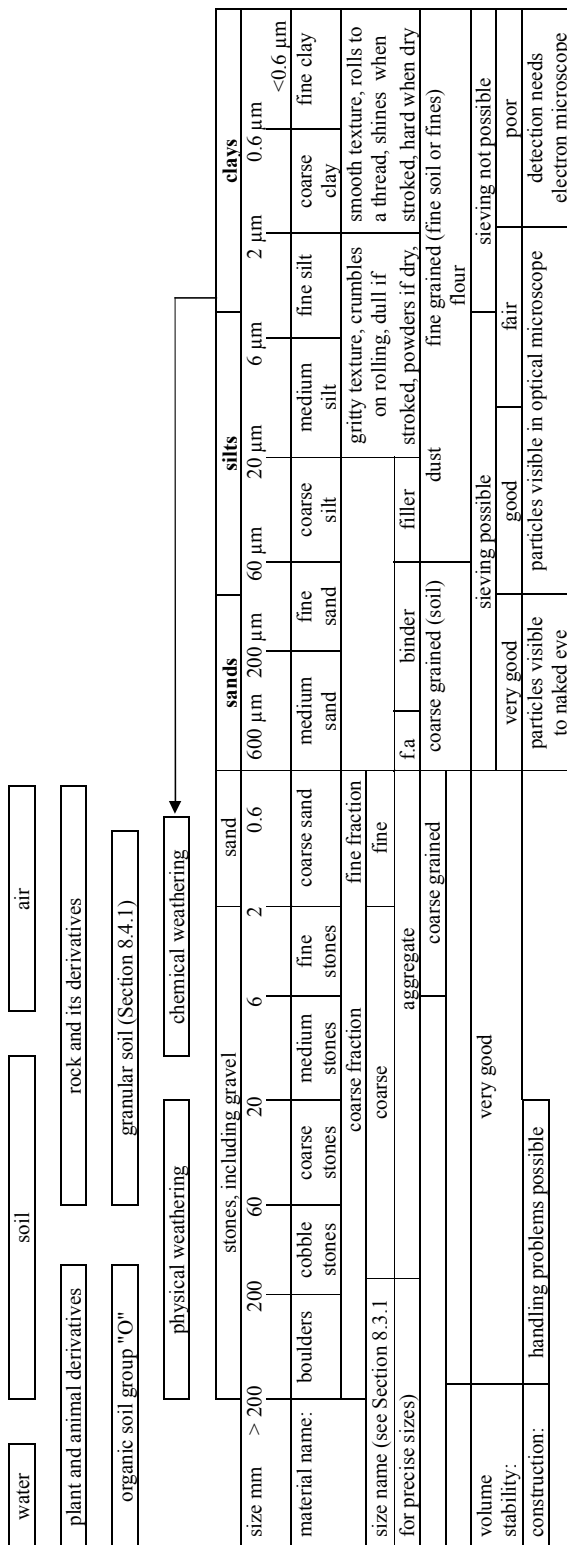 water soil air
plant and animal derivatives rock and its derivatives
organic soil group "O" granular soil (Section 8.4.1)
physical weathering chemical weathering
stones, including gravel sand sands silts clays
size mm > 200 200 60 20 6 2 0.6 600 µm 200 µm 60 µm 20 µm 6 µm 2 µm 0.6 µm <0.6 µm
material name: boulders cobble stones coarse stones medium stones fine stones coarse sand medium sand fine sand coarse silt medium silt fine silt coarse clay fine clay
coarse fraction fine fraction
gritty texture, crumbles
on rolling, dull if
stroked, powders if dry,
smooth texture, rolls to
a thread, shines when
stroked, hard when dry
size name (see Section 8.3.1
for precise sizes)
coarse fine
aggregate f.a binder filler
coarse grained coarse grained (soil) dust fine grained (fine soil or fines)
flour
sieving possible sieving not possible
volume
stability:
very good very good good fair poor
construction: handling problems possible
particles visible
to naked eye
particles visible in optical microscope
detection needs
electron microscope